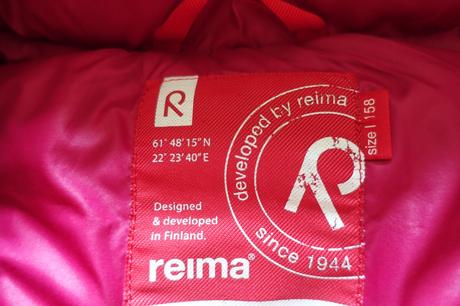 R
61° 48' 15" N
22° 23' 40" E
Designed
& developed
in Finland.
reima®
developed by reima
R
since 1944
size | 158